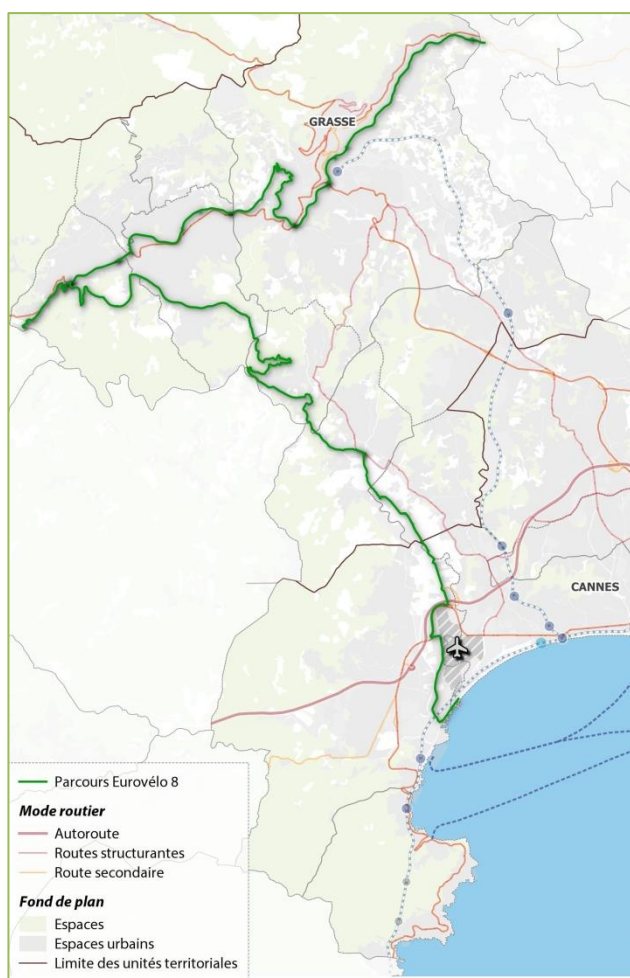 GRASSE
CANNES
Parcours Eurovélo 8
Mode routier
Autoroute
Routes structurantes
Route secondaire
Fond de plan
Espaces
Espaces urbains
Limite des unités territoriales